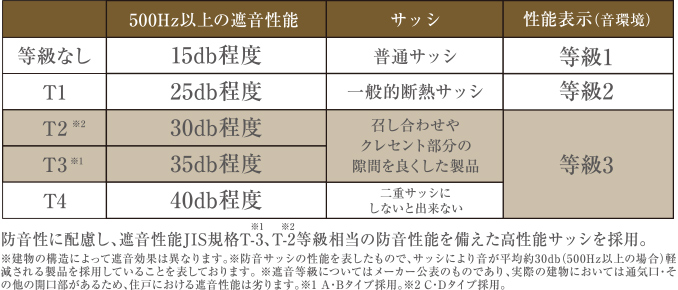 500Hz以上の遮音性能 サッシ 性能表示(音環境)
等級なし 15db程度 普通サッシ 等級1
T1 25db程度 一般的断熱サッシ 等級2
T2※2 30db程度 召し合わせや
クレセント部分の
隙間を良くした製品 等級3
T3※1 35db程度
T4 40db程度 二重サッシに
しないと出来ない
防音性に配慮し、遮音性能JIS規格T-3※1、T-2※2等級相当の防音性能を備えた高性能サッシを採用。
※建物の構造によって遮音効果は異なります。※防音サッシの性能を表したもので、サッシにより音が平均約30db(500Hz以上の場合)軽
減される製品を採用していることを表しております。※遮音等級についてはメーカー公表のものであり、実際の建物においては通気口・そ
の他の開口部があるため、住戸における遮音性能は劣ります。※1 A・Bタイプ採用。※2 C・Dタイプ採用。